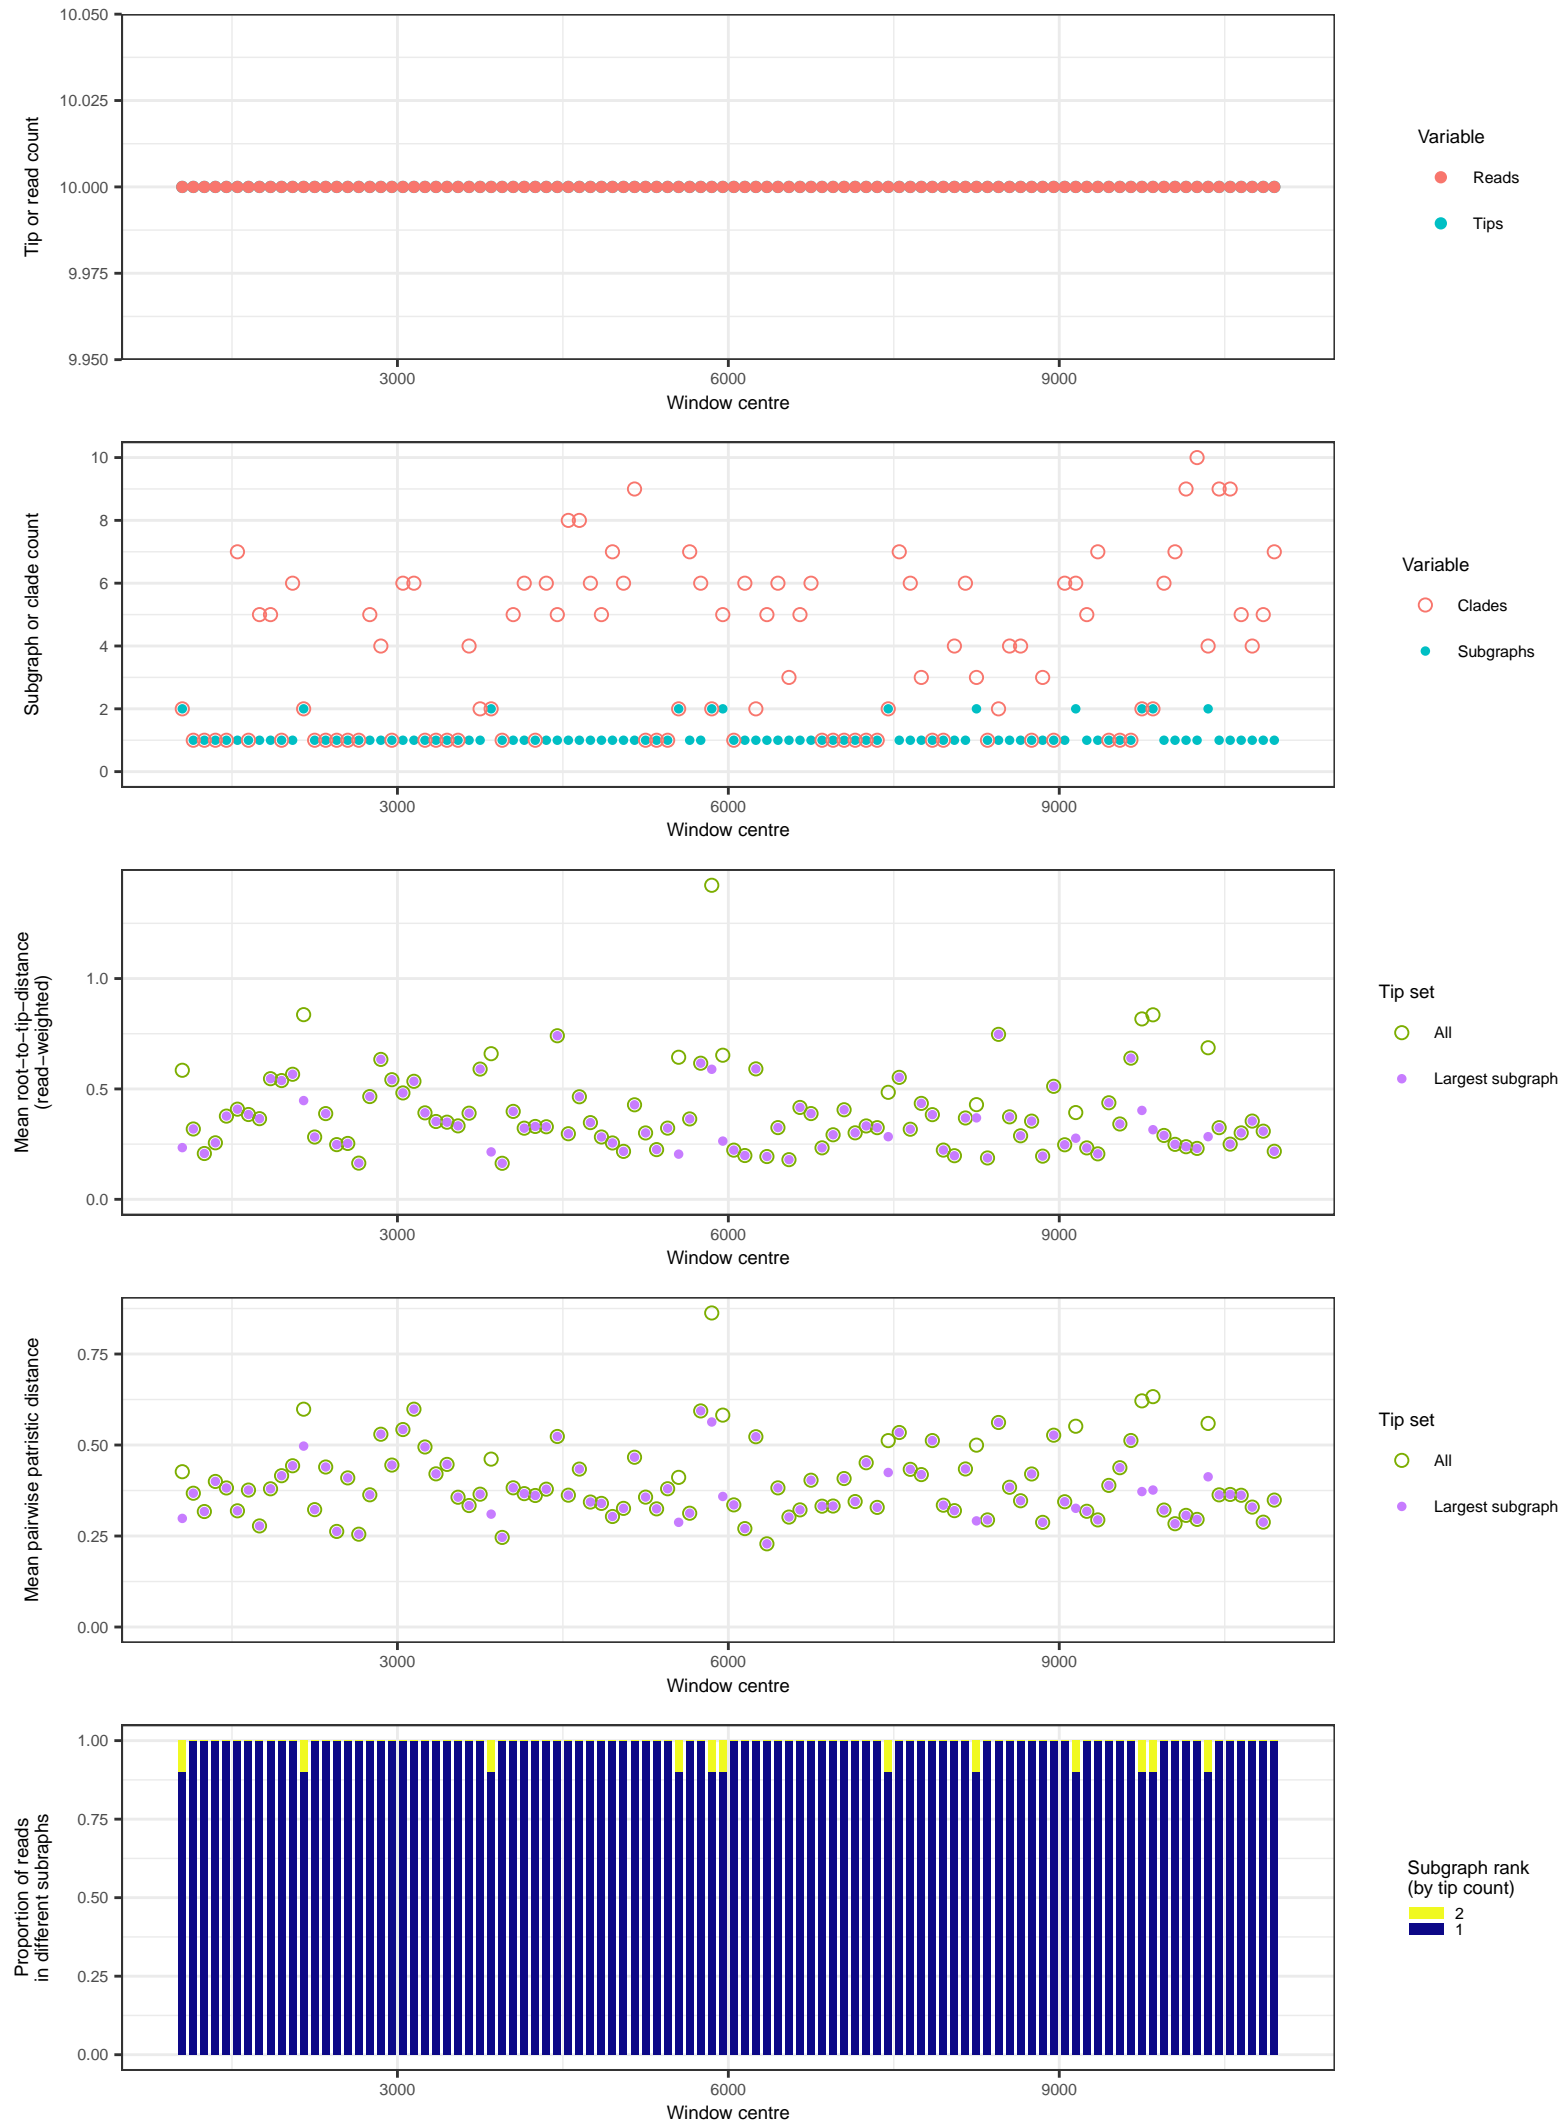 10.050
10.025
10.000
9.975
9.950
Tip or read count
3000 6000 9000
Window centre
Variable
Reads
Tips
10
8
6
4
2
0
Subgraph or clade count
3000 6000 9000
Window centre
Variable
Clades
Subgraphs
1.0
0.5
0.0
Mean root−to−tip−distance
(read−weighted)
3000 6000 9000
Window centre
Tip set
All
Largest subgraph
0.75
0.50
0.25
0.00
Mean pairwise patristic distance
3000 6000 9000
Window centre
Tip set
All
Largest subgraph
1.00
0.75
0.50
0.25
0.00
Proportion of reads
in different subraphs
3000 6000 9000
Window centre
Subgraph rank
(by tip count)
2
1